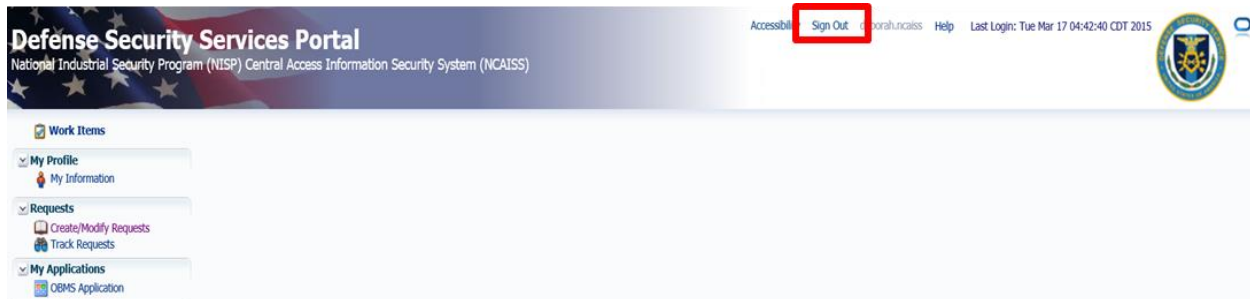 Defense Security Services Portal
National Industrial Security Program (NISP) Central Access Information Security System (NCAISS)
Accessibility Sign Out Help Last Login: Tue Mar 17 04:42:40 CDT 2015
Work Items
My Profile
My Information
Requests
Create/Modify Requests
Track Requests
My Applications
OBMS Application